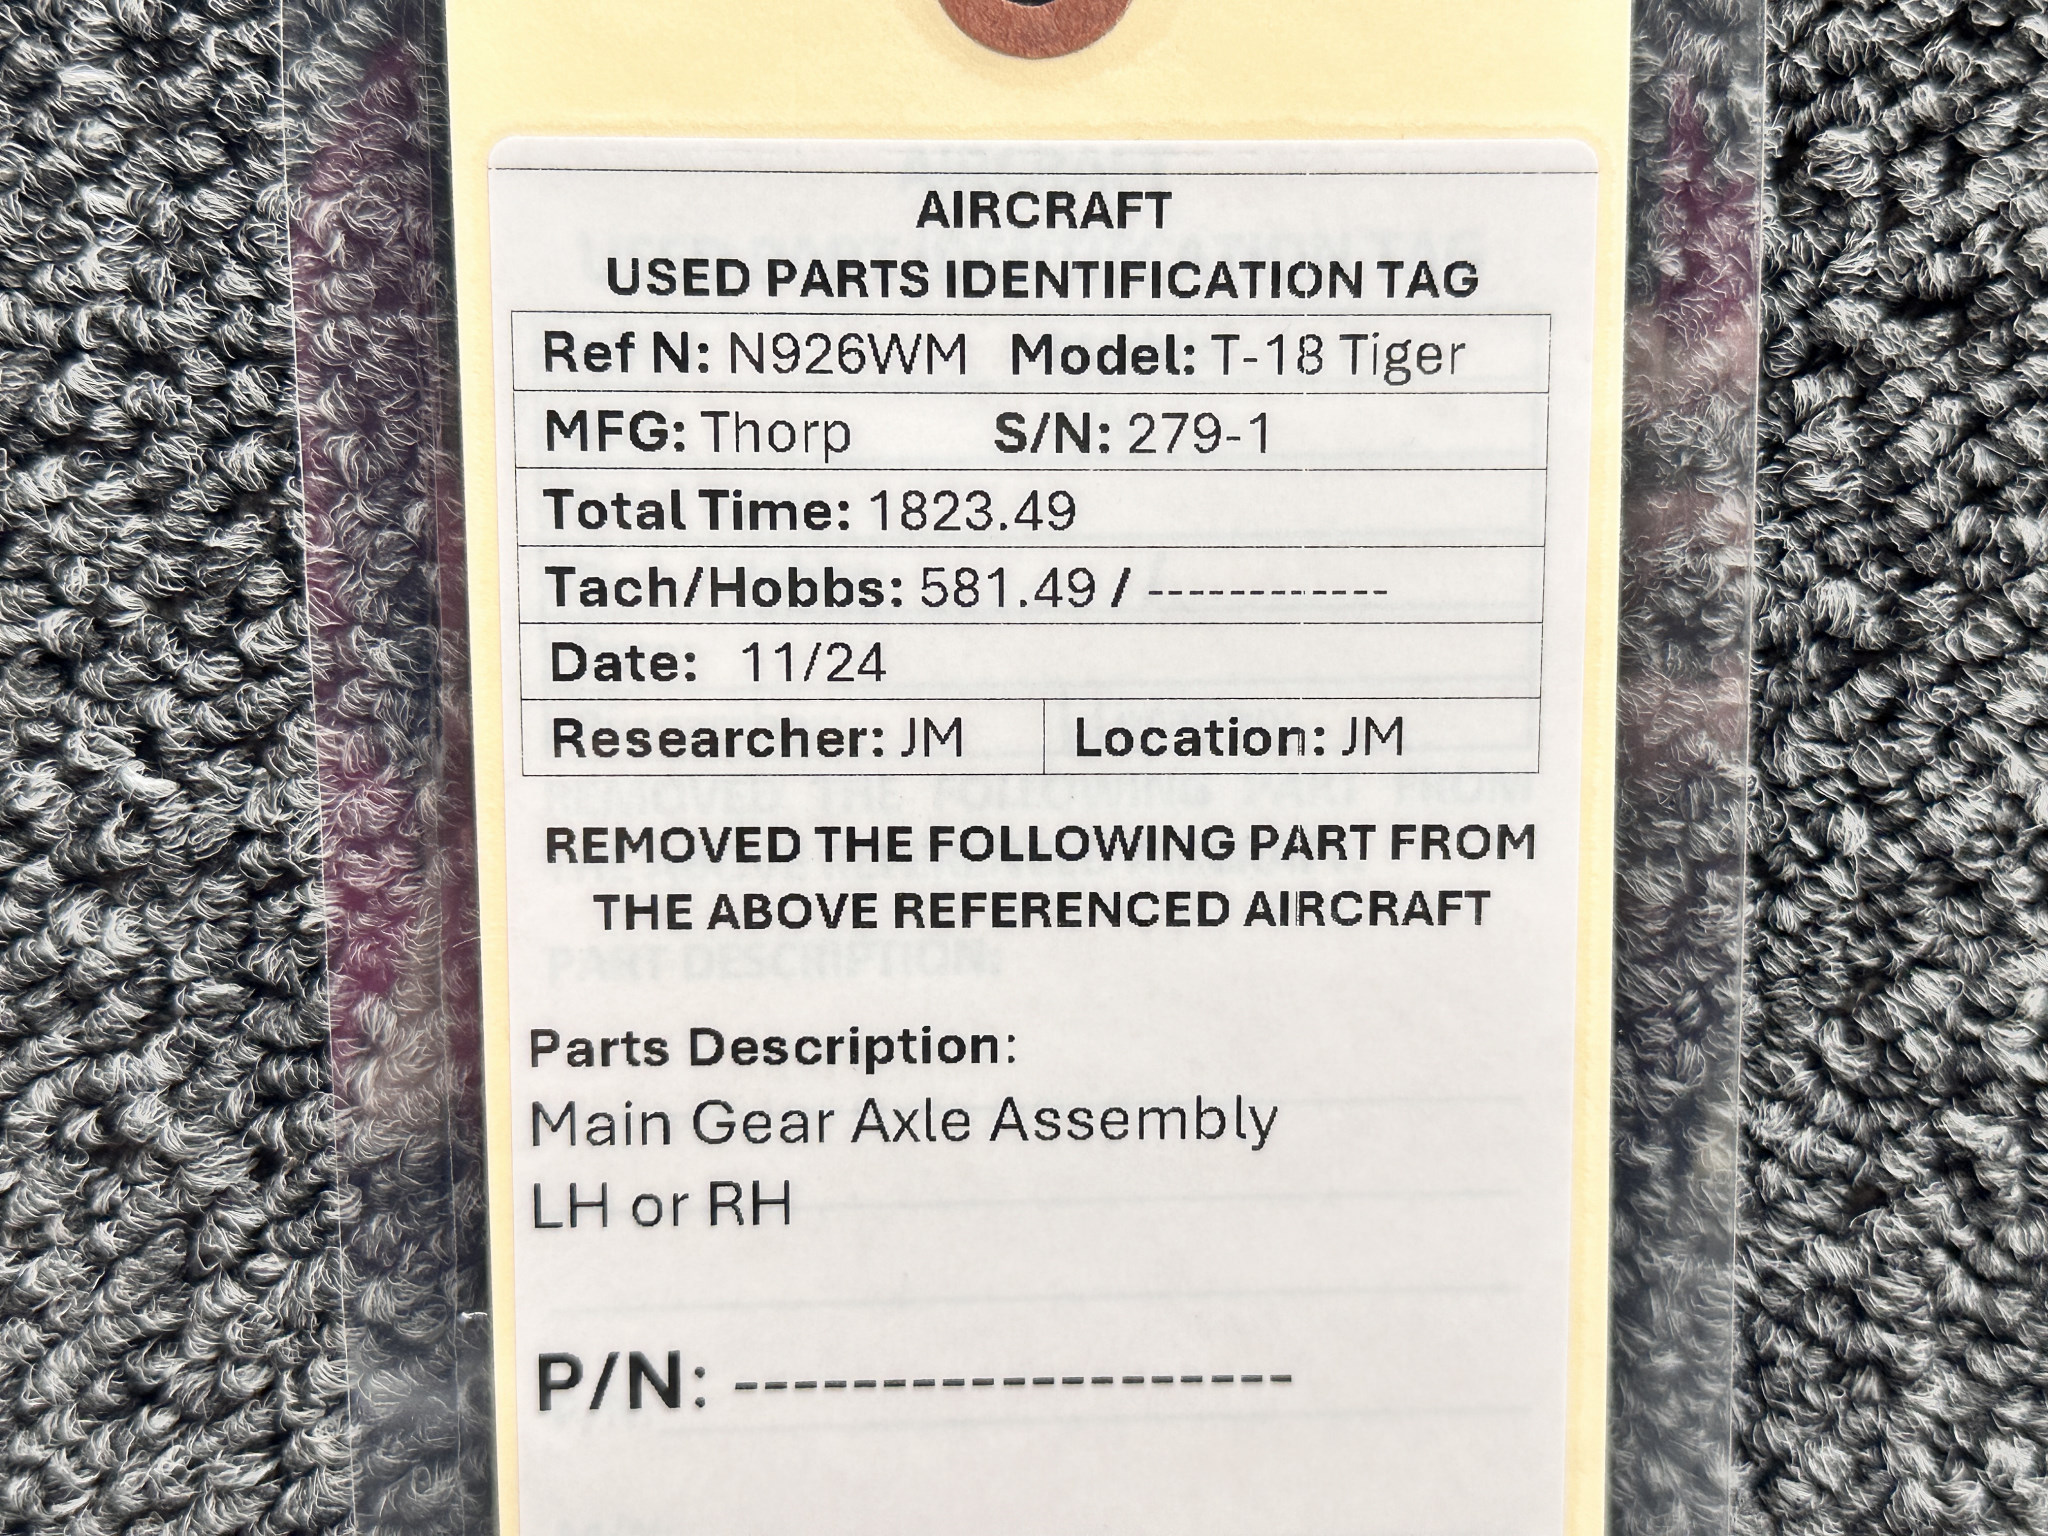 AIRCRAFT
USED PARTS IDENTIFICATION TAG
Ref N: N926WM Model: T-18 Tiger
MFG: Thorp S/N: 279-1
Total Time: 1823.49
Tach/Hobbs: 581.49 / ------------
Date: 11/24
Researcher: JM Location: JM
REMOVED THE FOLLOWING PART FROM
THE ABOVE REFERENCED AIRCRAFT
PART DESCRIPTION:
Parts Description:
Main Gear Axle Assembly
LH or RH
P/N: -------------------